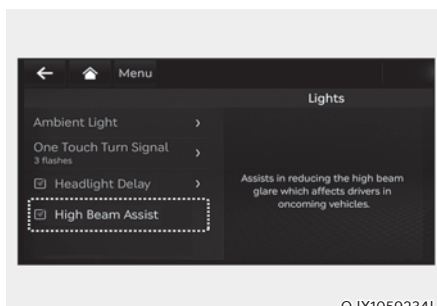 Menu
Lights
Ambient Light
One Touch Turn Signal
3 flashes
Headlight Delay
High Beam Assist
Assists in reducing the high beam
glare which affects drivers in
oncoming vehicles.